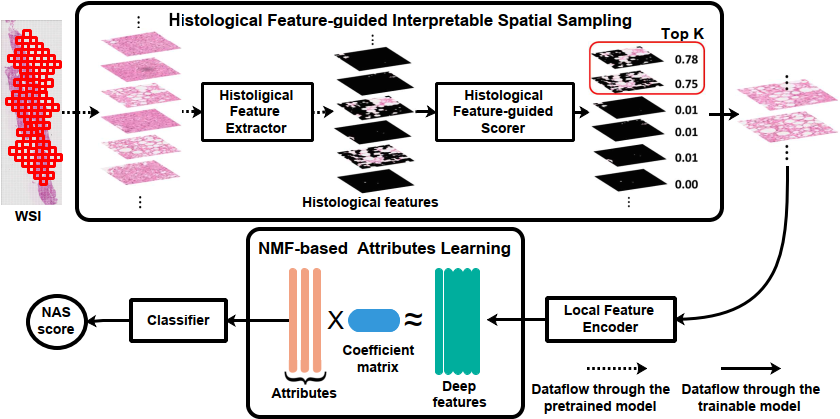 Histological Feature-guided Interpretable Spatial Sampling
Top K
0.78
0.75
0.01
0.01
0.01
0.00
Histoligical
Feature
Extractor
Histological
Feature-guided
Scorer
Histological features
WSI
NMF-based Attributes Learning
NAS
score
Classifier
X
≈
Coefficient
matrix
Attributes
Deep
features
Local Feature
Encoder
Dataflow through the
pretrained model
Dataflow through the
trainable model